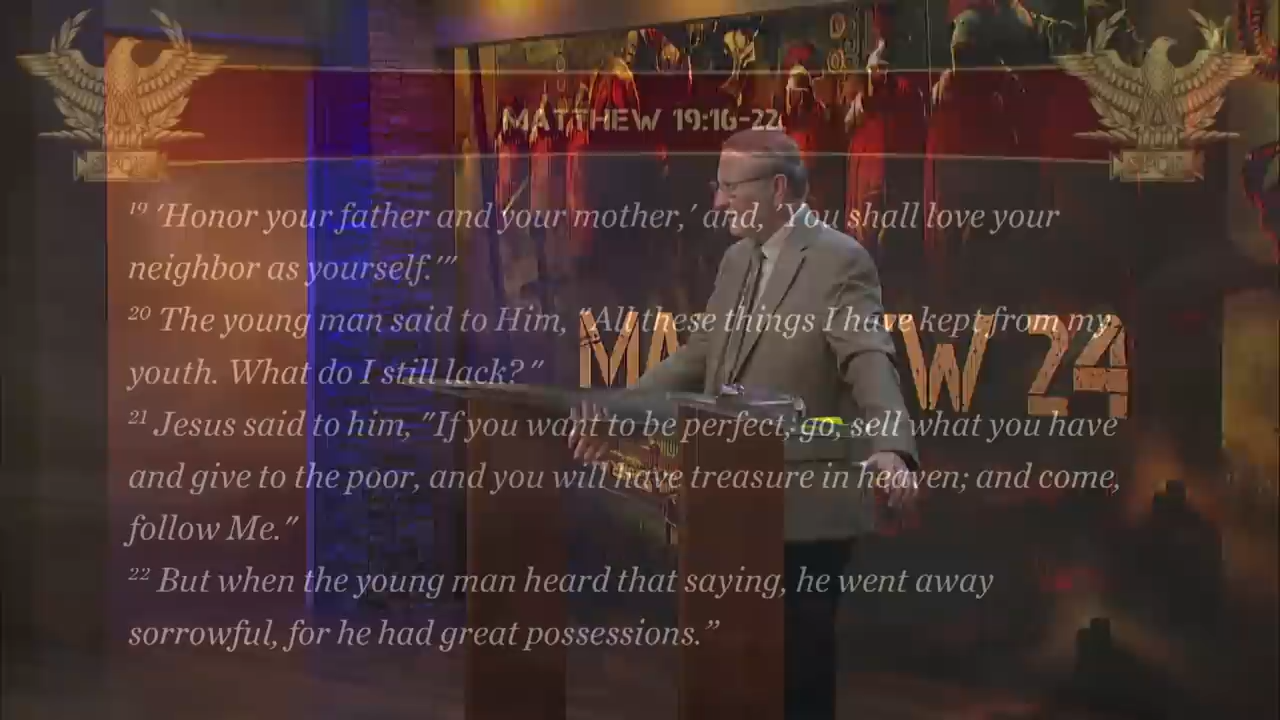 MATTHEW 19:16-22
SPQR SPQR
19 'Honor your father and your mother,' and, 'You shall love your
neighbor as yourself.'"
20 The young man said to Him, "All these things I have kept from my
youth. What do I still lack?"
21 Jesus said to him, "If you want to be perfect, go, sell what you have
and give to the poor, and you will have treasure in heaven; and come,
follow Me."
22 But when the young man heard that saying, he went away
sorrowful, for he had great possessions.”
MA W 24